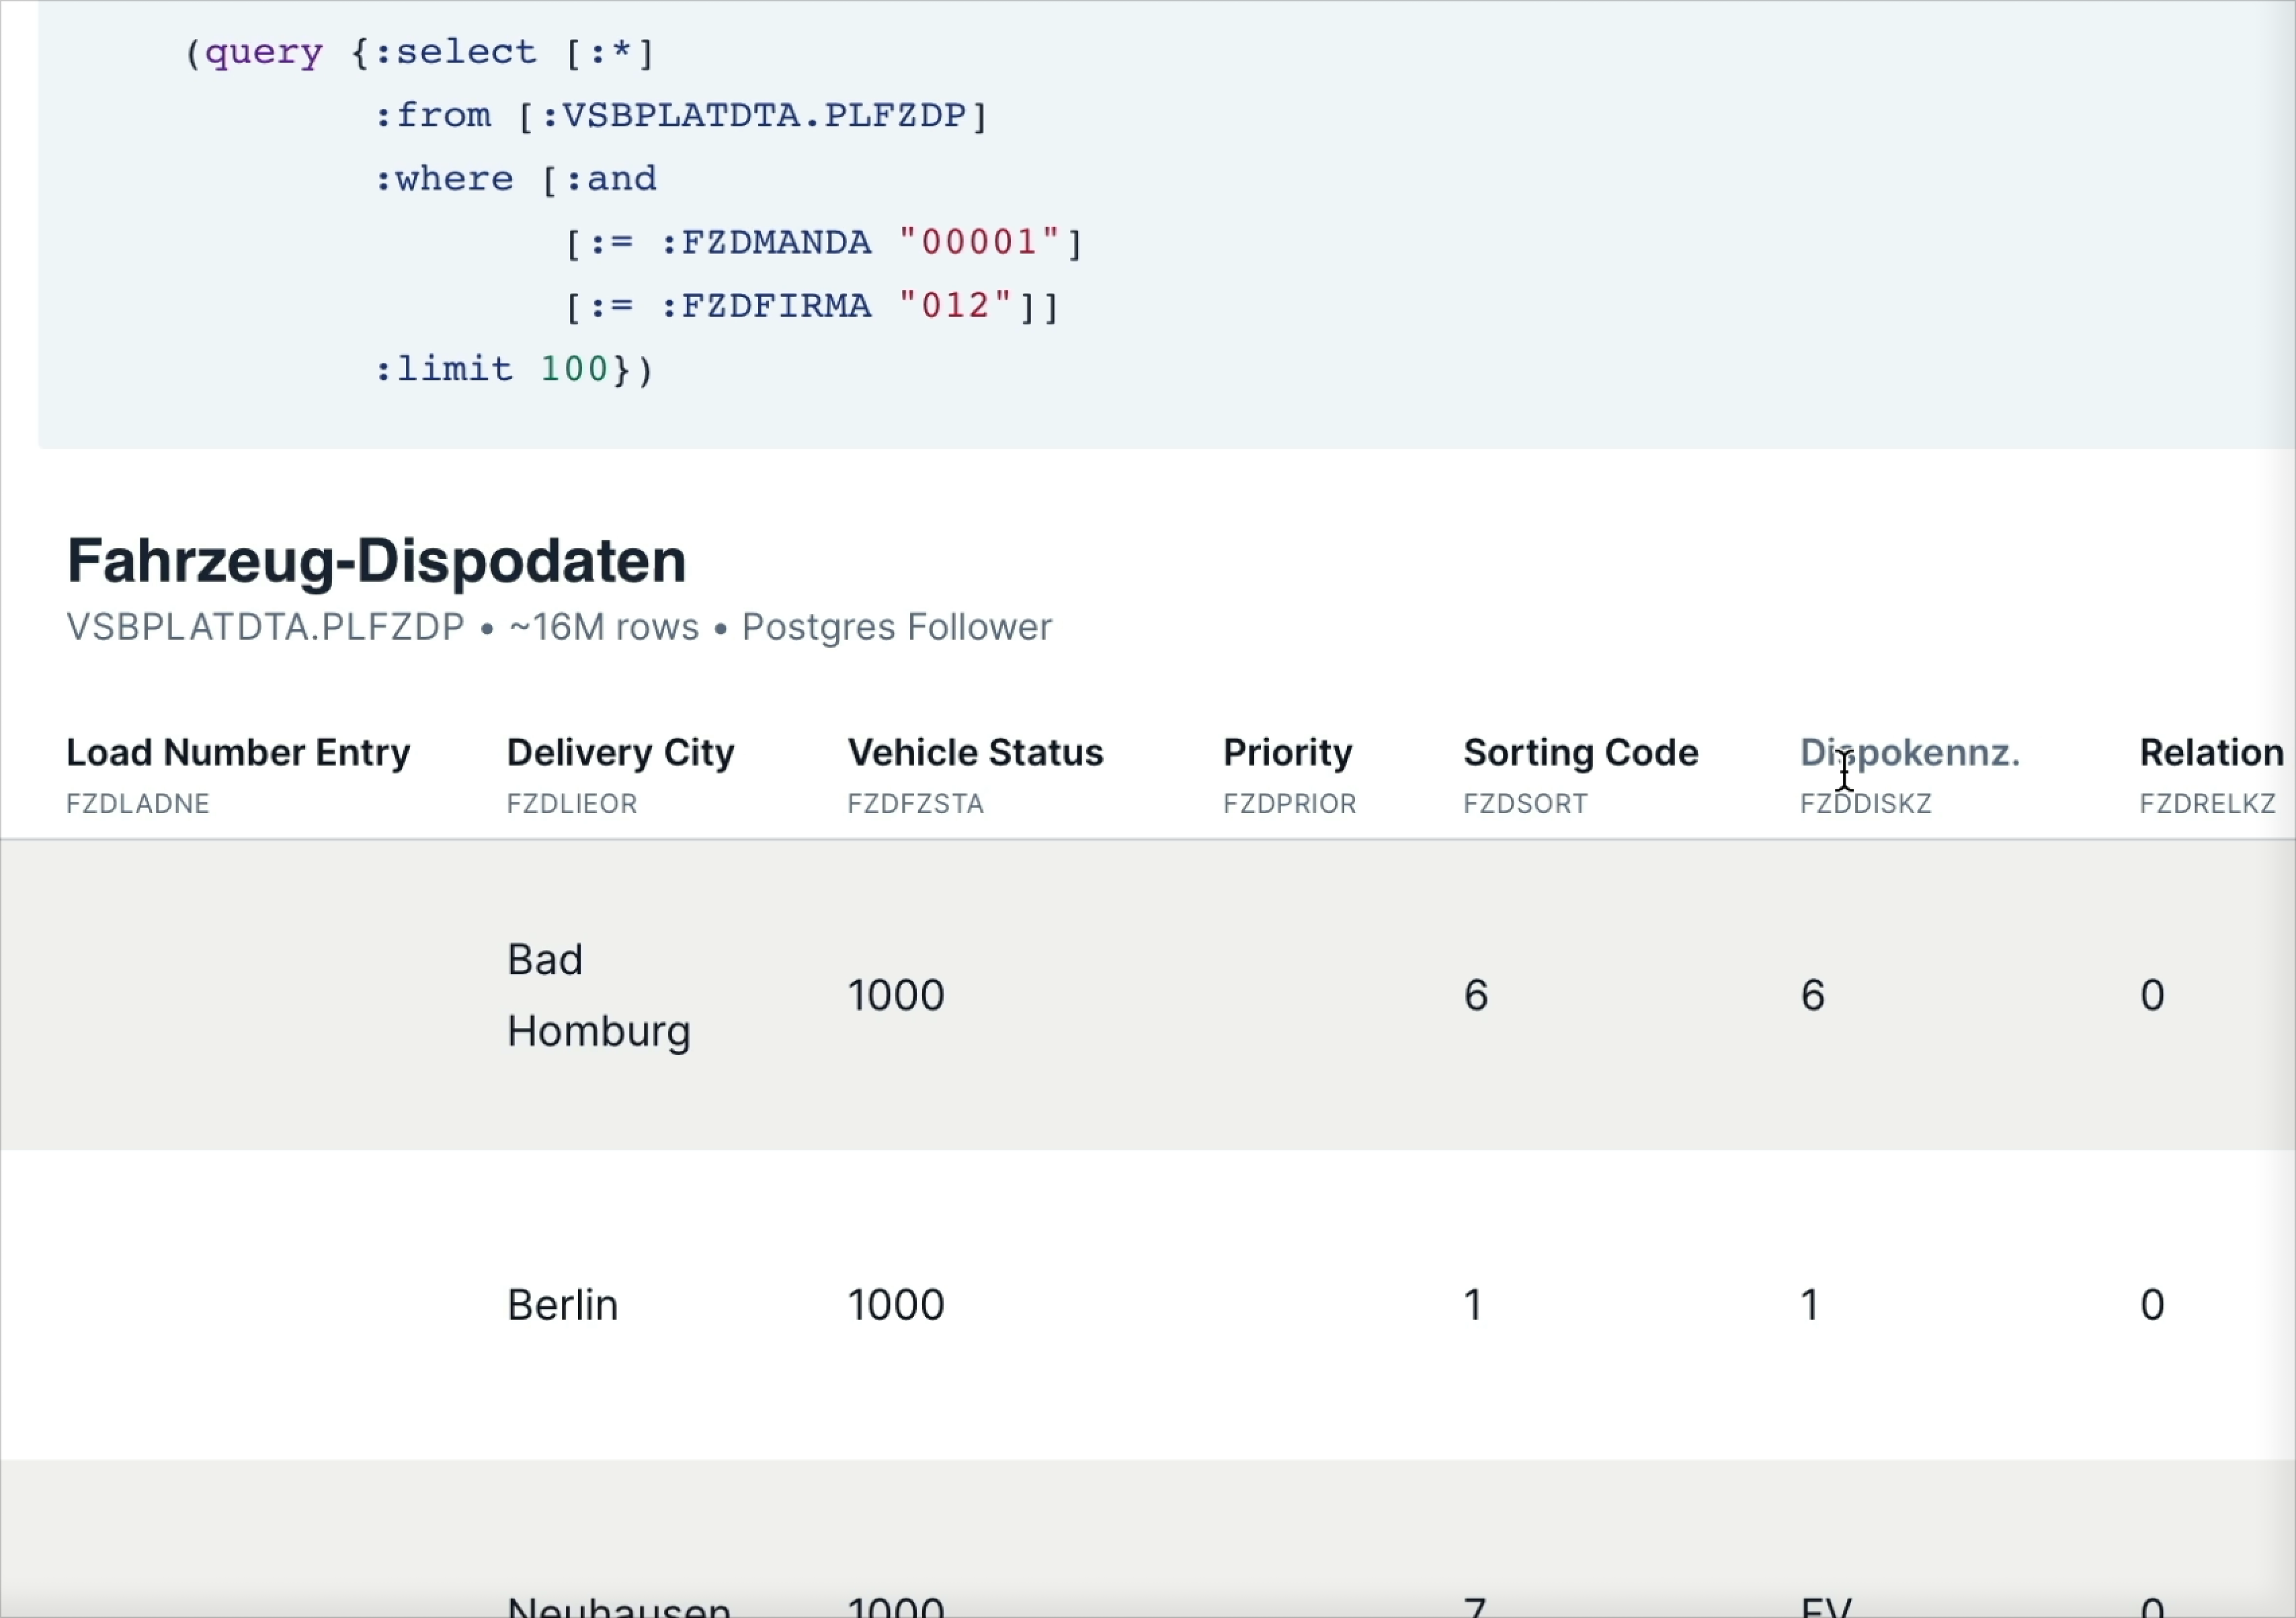 (query {:select [:*]
:from [:VSBPLATDTA.PLFZDP]
:where [:and
[:= :FZDMANDA "00001"]
[:= :FZDFIRMA "012"]]
:limit 100})
Fahrzeug-Dispodaten
VSBPLATDTA.PLFZDP • ~16M rows • Postgres Follower
Load Number Entry Delivery City Vehicle Status Priority Sorting Code Dispokennz. Relation
FZDLADNE FZDLIEOR FZDFZSTA FZDPRIOR FZDSORT FZDDISKZ FZDRELKZ
Bad
Homburg 1000 6 6 0
Berlin 1000 1 1 0
Neuhausen 1000 7 FV 0